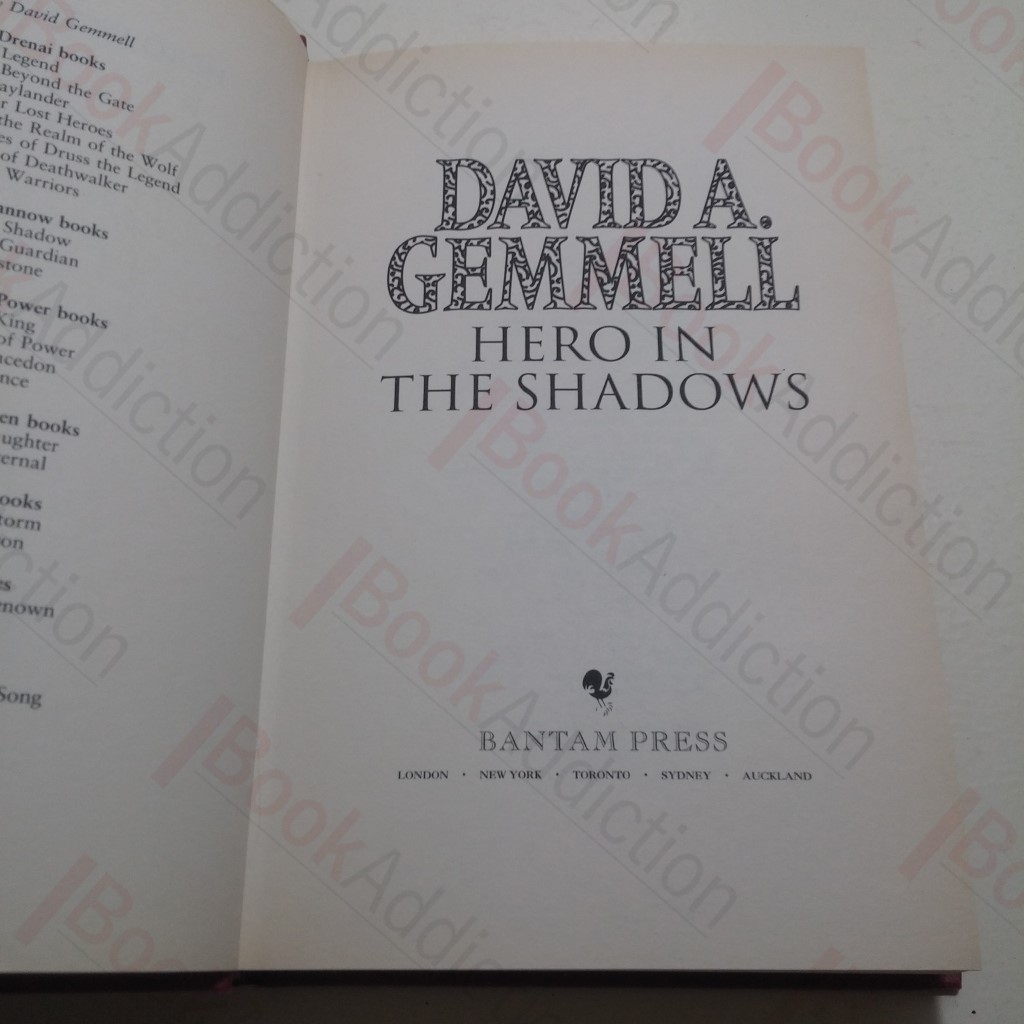 David Gemmell
Drenai books
Legend
Beyond the Gate
aylander
r Lost Heroes
the Realm of the Wolf
es of Druss the Legend
of Deathwalker
Warriors
annow books
Shadow
Guardian
stone
Power books
King
of Power
acedon
nce
en books
ughter
ernal
ooks
torm
on
es
nown
Song
DAVID A.
GEMMELL
HERO IN
THE SHADOWS
BANTAM PRESS
LONDON · NEW YORK · TORONTO · SYDNEY · AUCKLAND
BookAddiction